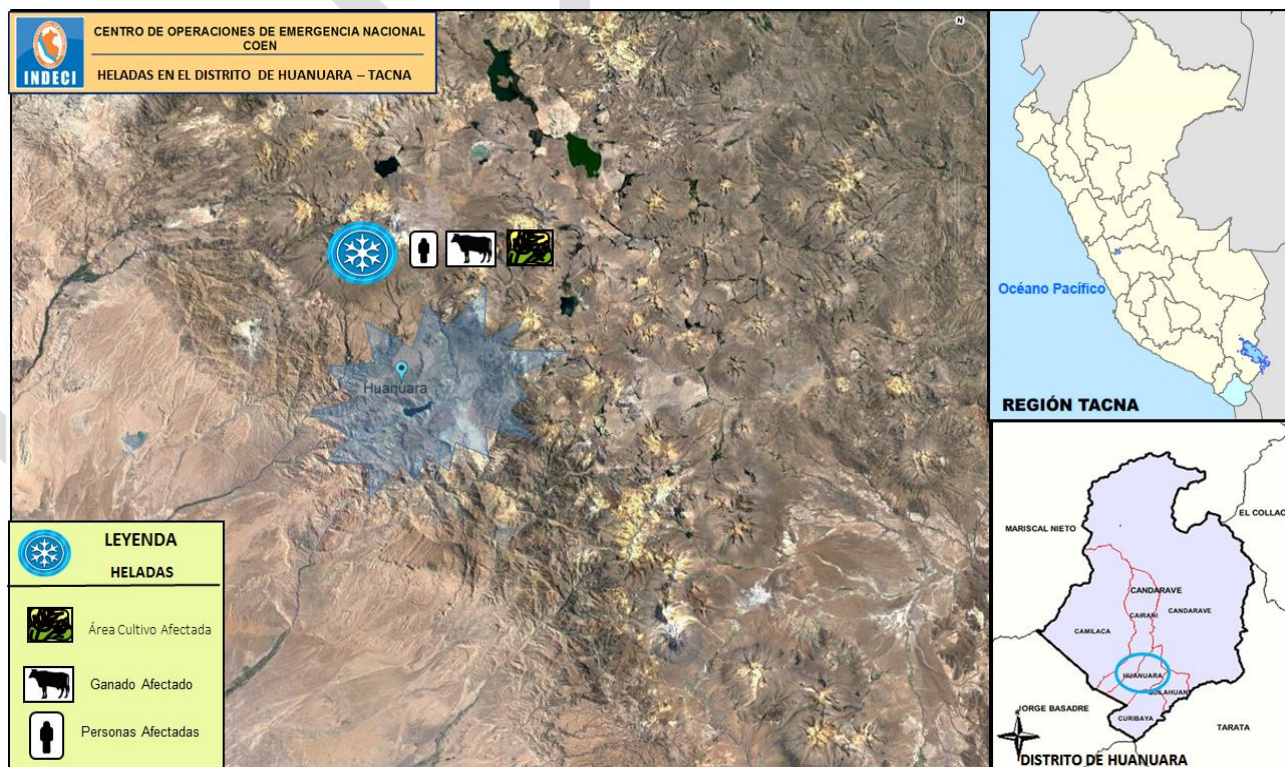 INDECI
CENTRO DE OPERACIONES DE EMERGENCIA NACIONAL
COEN
HELADAS EN EL DISTRITO DE HUANUARA – TACNA
N
Huanuara
LEYENDA
HELADAS
Área Cultivo Afectada
Ganado Afectado
Personas Afectadas
Océano Pacífico
REGIÓN TACNA
MARISCAL NIETO
EL COLLAC
CANDARAVE
CAIRANI
CANDARAVE
CAMILACA
HUANUARA
JORGE BASADRE
CURIBAYA
TARATA
DISTRITO DE HUANUARA